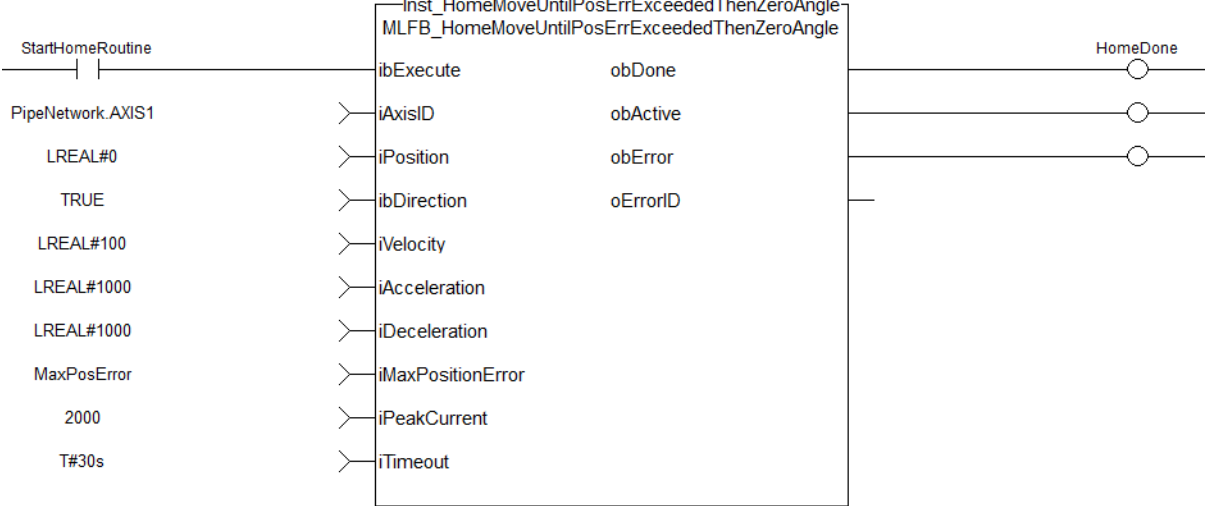 Inst_HomeMoveUntilPosErrExceededThenZeroAngle
MLFB_HomeMoveUntilPosErrExceededThenZeroAngle
StartHomeRoutine
HomeDone
ibExecute
obDone
PipeNetwork.AXIS1
iAxisID
obActive
LREAL#0
iPosition
obError
TRUE
ibDirection
oErrorID
LREAL#100
iVelocity
LREAL#1000
iAcceleration
LREAL#1000
iDeceleration
MaxPosError
iMaxPositionError
2000
iPeakCurrent
T#30s
iTimeout